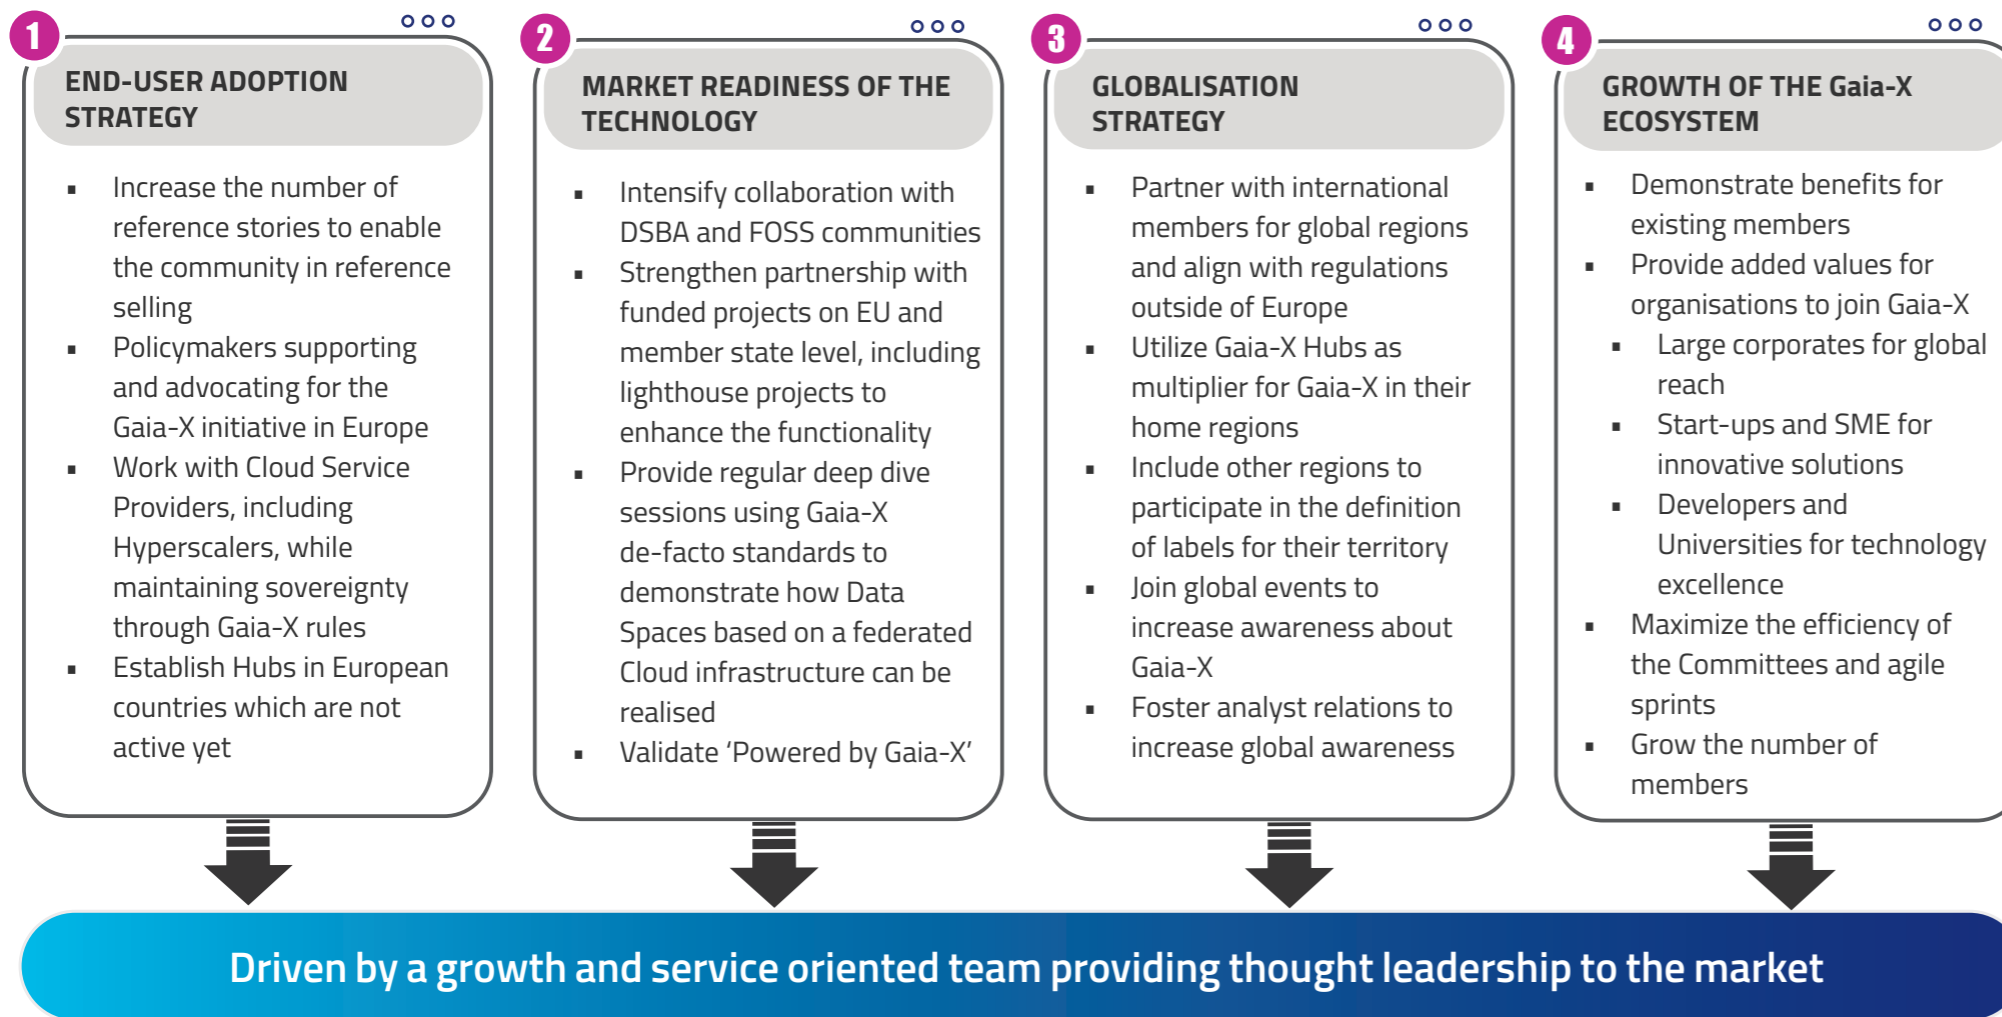 1
END-USER ADOPTION
STRATEGY
▪ Increase the number of
reference stories to enable
the community in reference
selling
▪ Policymakers supporting
and advocating for the
Gaia-X initiative in Europe
▪ Work with Cloud Service
Providers, including
Hyperscalers, while
maintaining sovereignty
through Gaia-X rules
▪ Establish Hubs in European
countries which are not
active yet
2
MARKET READINESS OF THE
TECHNOLOGY
▪ Intensify collaboration with
DSBA and FOSS communities
▪ Strengthen partnership with
funded projects on EU and
member state level, including
lighthouse projects to
enhance the functionality
▪ Provide regular deep dive
sessions using Gaia-X
de-facto standards to
demonstrate how Data
Spaces based on a federated
Cloud infrastructure can be
realised
▪ Validate ‘Powered by Gaia-X’
3
GLOBALISATION
STRATEGY
▪ Partner with international
members for global regions
and align with regulations
outside of Europe
▪ Utilize Gaia-X Hubs as
multiplier for Gaia-X in their
home regions
▪ Include other regions to
participate in the definition
of labels for their territory
▪ Join global events to
increase awareness about
Gaia-X
▪ Foster analyst relations to
increase global awareness
4
GROWTH OF THE Gaia-X
ECOSYSTEM
▪ Demonstrate benefits for
existing members
▪ Provide added values for
organisations to join Gaia-X
▪ Large corporates for global
reach
▪ Start-ups and SME for
innovative solutions
▪ Developers and
Universities for technology
excellence
▪ Maximize the efficiency of
the Committees and agile
sprints
▪ Grow the number of
members
Driven by a growth and service oriented team providing thought leadership to the market